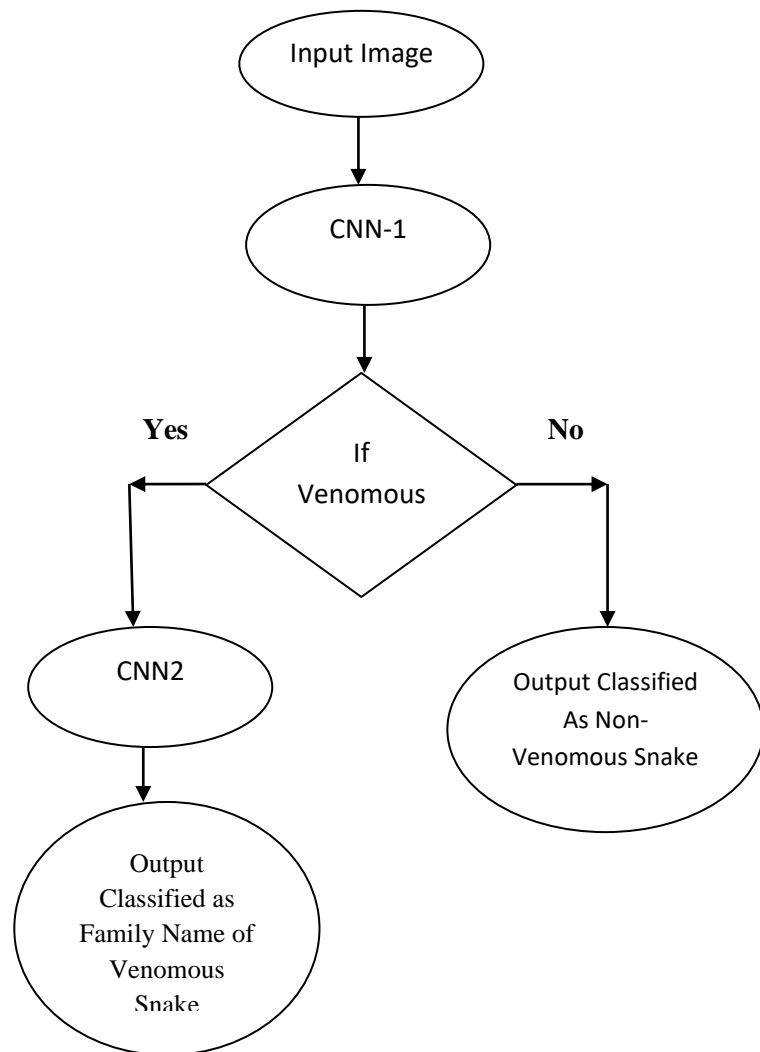 Input Image
CNN-1
Yes
No
If
Venomous
CNN2
Output Classified
As Non-
Venomous Snake
Output
Classified as
Family Name of
Venomous
Snake